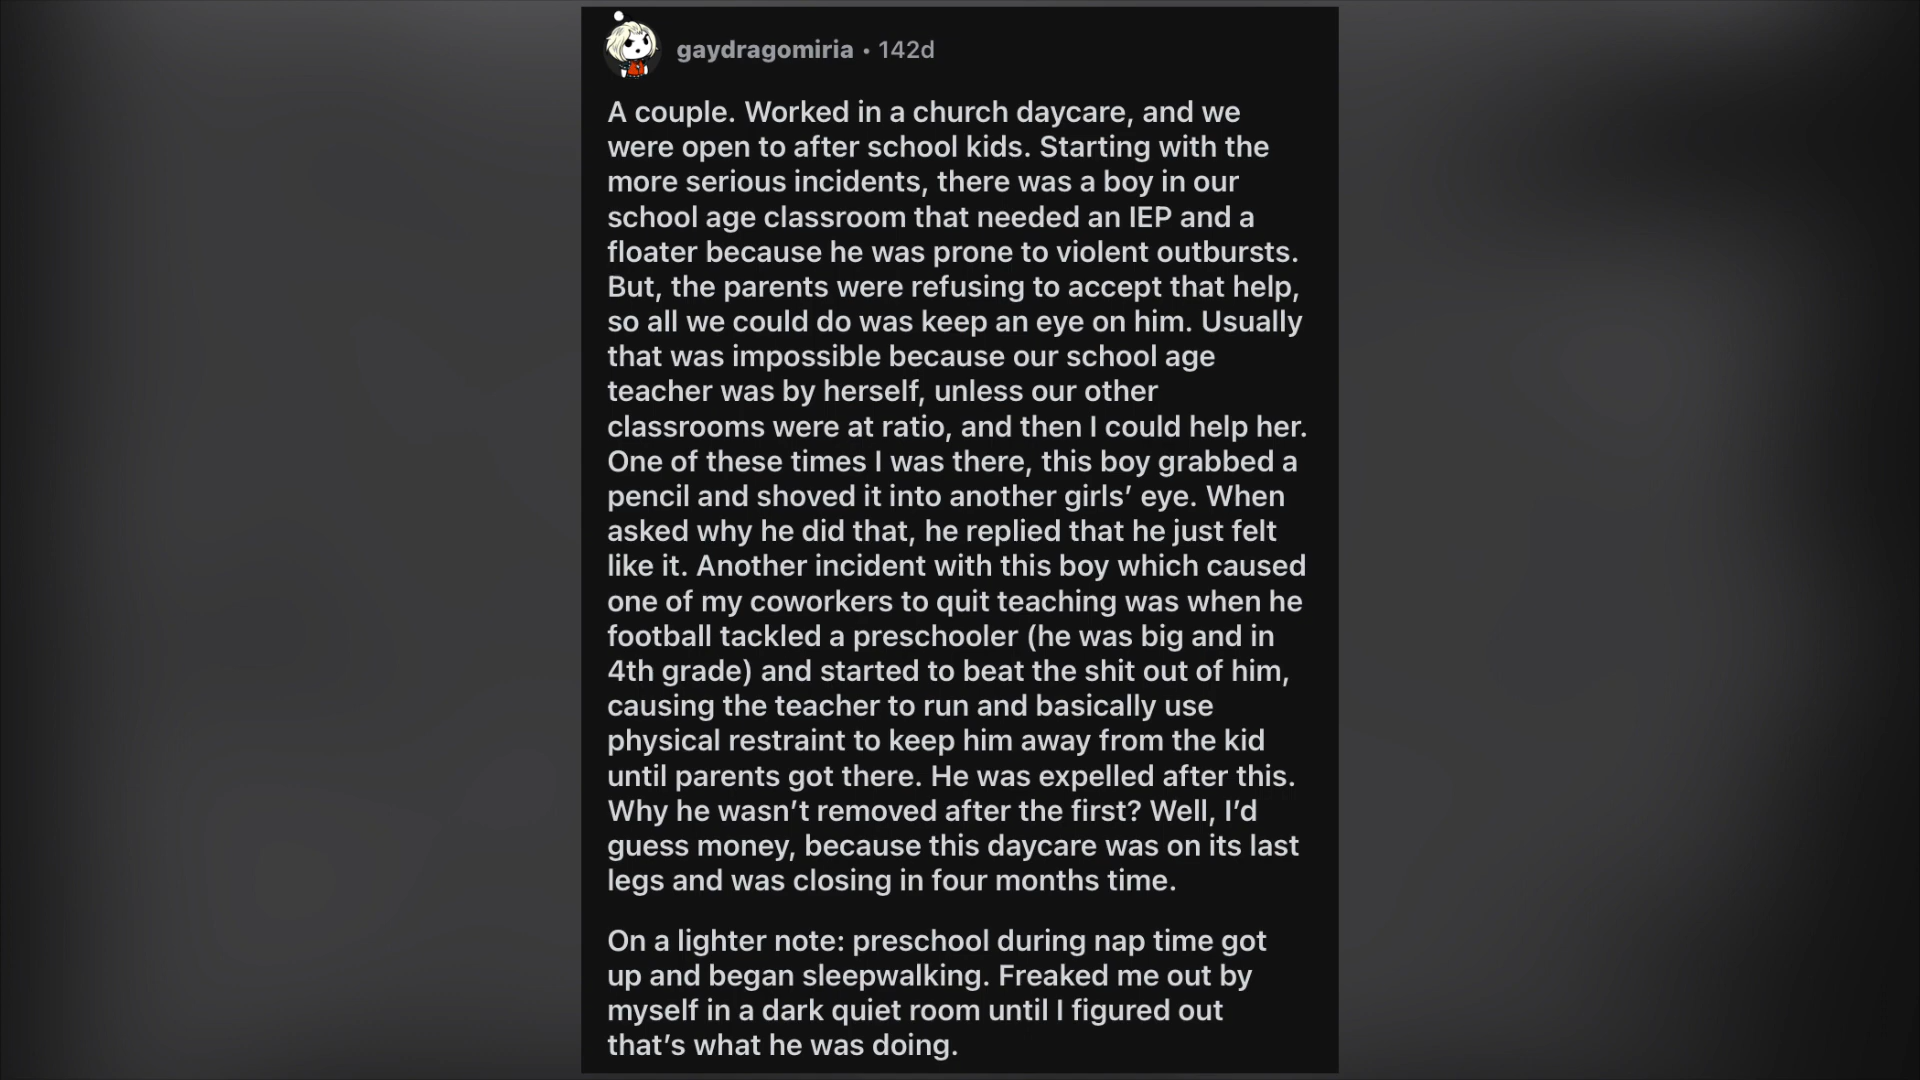 gaydragomiria • 142d
A couple. Worked in a church daycare, and we
were open to after school kids. Starting with the
more serious incidents, there was a boy in our
school age classroom that needed an IEP and a
floater because he was prone to violent outbursts.
But, the parents were refusing to accept that help,
so all we could do was keep an eye on him. Usually
that was impossible because our school age
teacher was by herself, unless our other
classrooms were at ratio, and then I could help her.
One of these times I was there, this boy grabbed a
pencil and shoved it into another girls’ eye. When
asked why he did that, he replied that he just felt
like it. Another incident with this boy which caused
one of my coworkers to quit teaching was when he
football tackled a preschooler (he was big and in
4th grade) and started to beat the shit out of him,
causing the teacher to run and basically use
physical restraint to keep him away from the kid
until parents got there. He was expelled after this.
Why he wasn’t removed after the first? Well, I’d
guess money, because this daycare was on its last
legs and was closing in four months time.
On a lighter note: preschool during nap time got
up and began sleepwalking. Freaked me out by
myself in a dark quiet room until I figured out
that’s what he was doing.